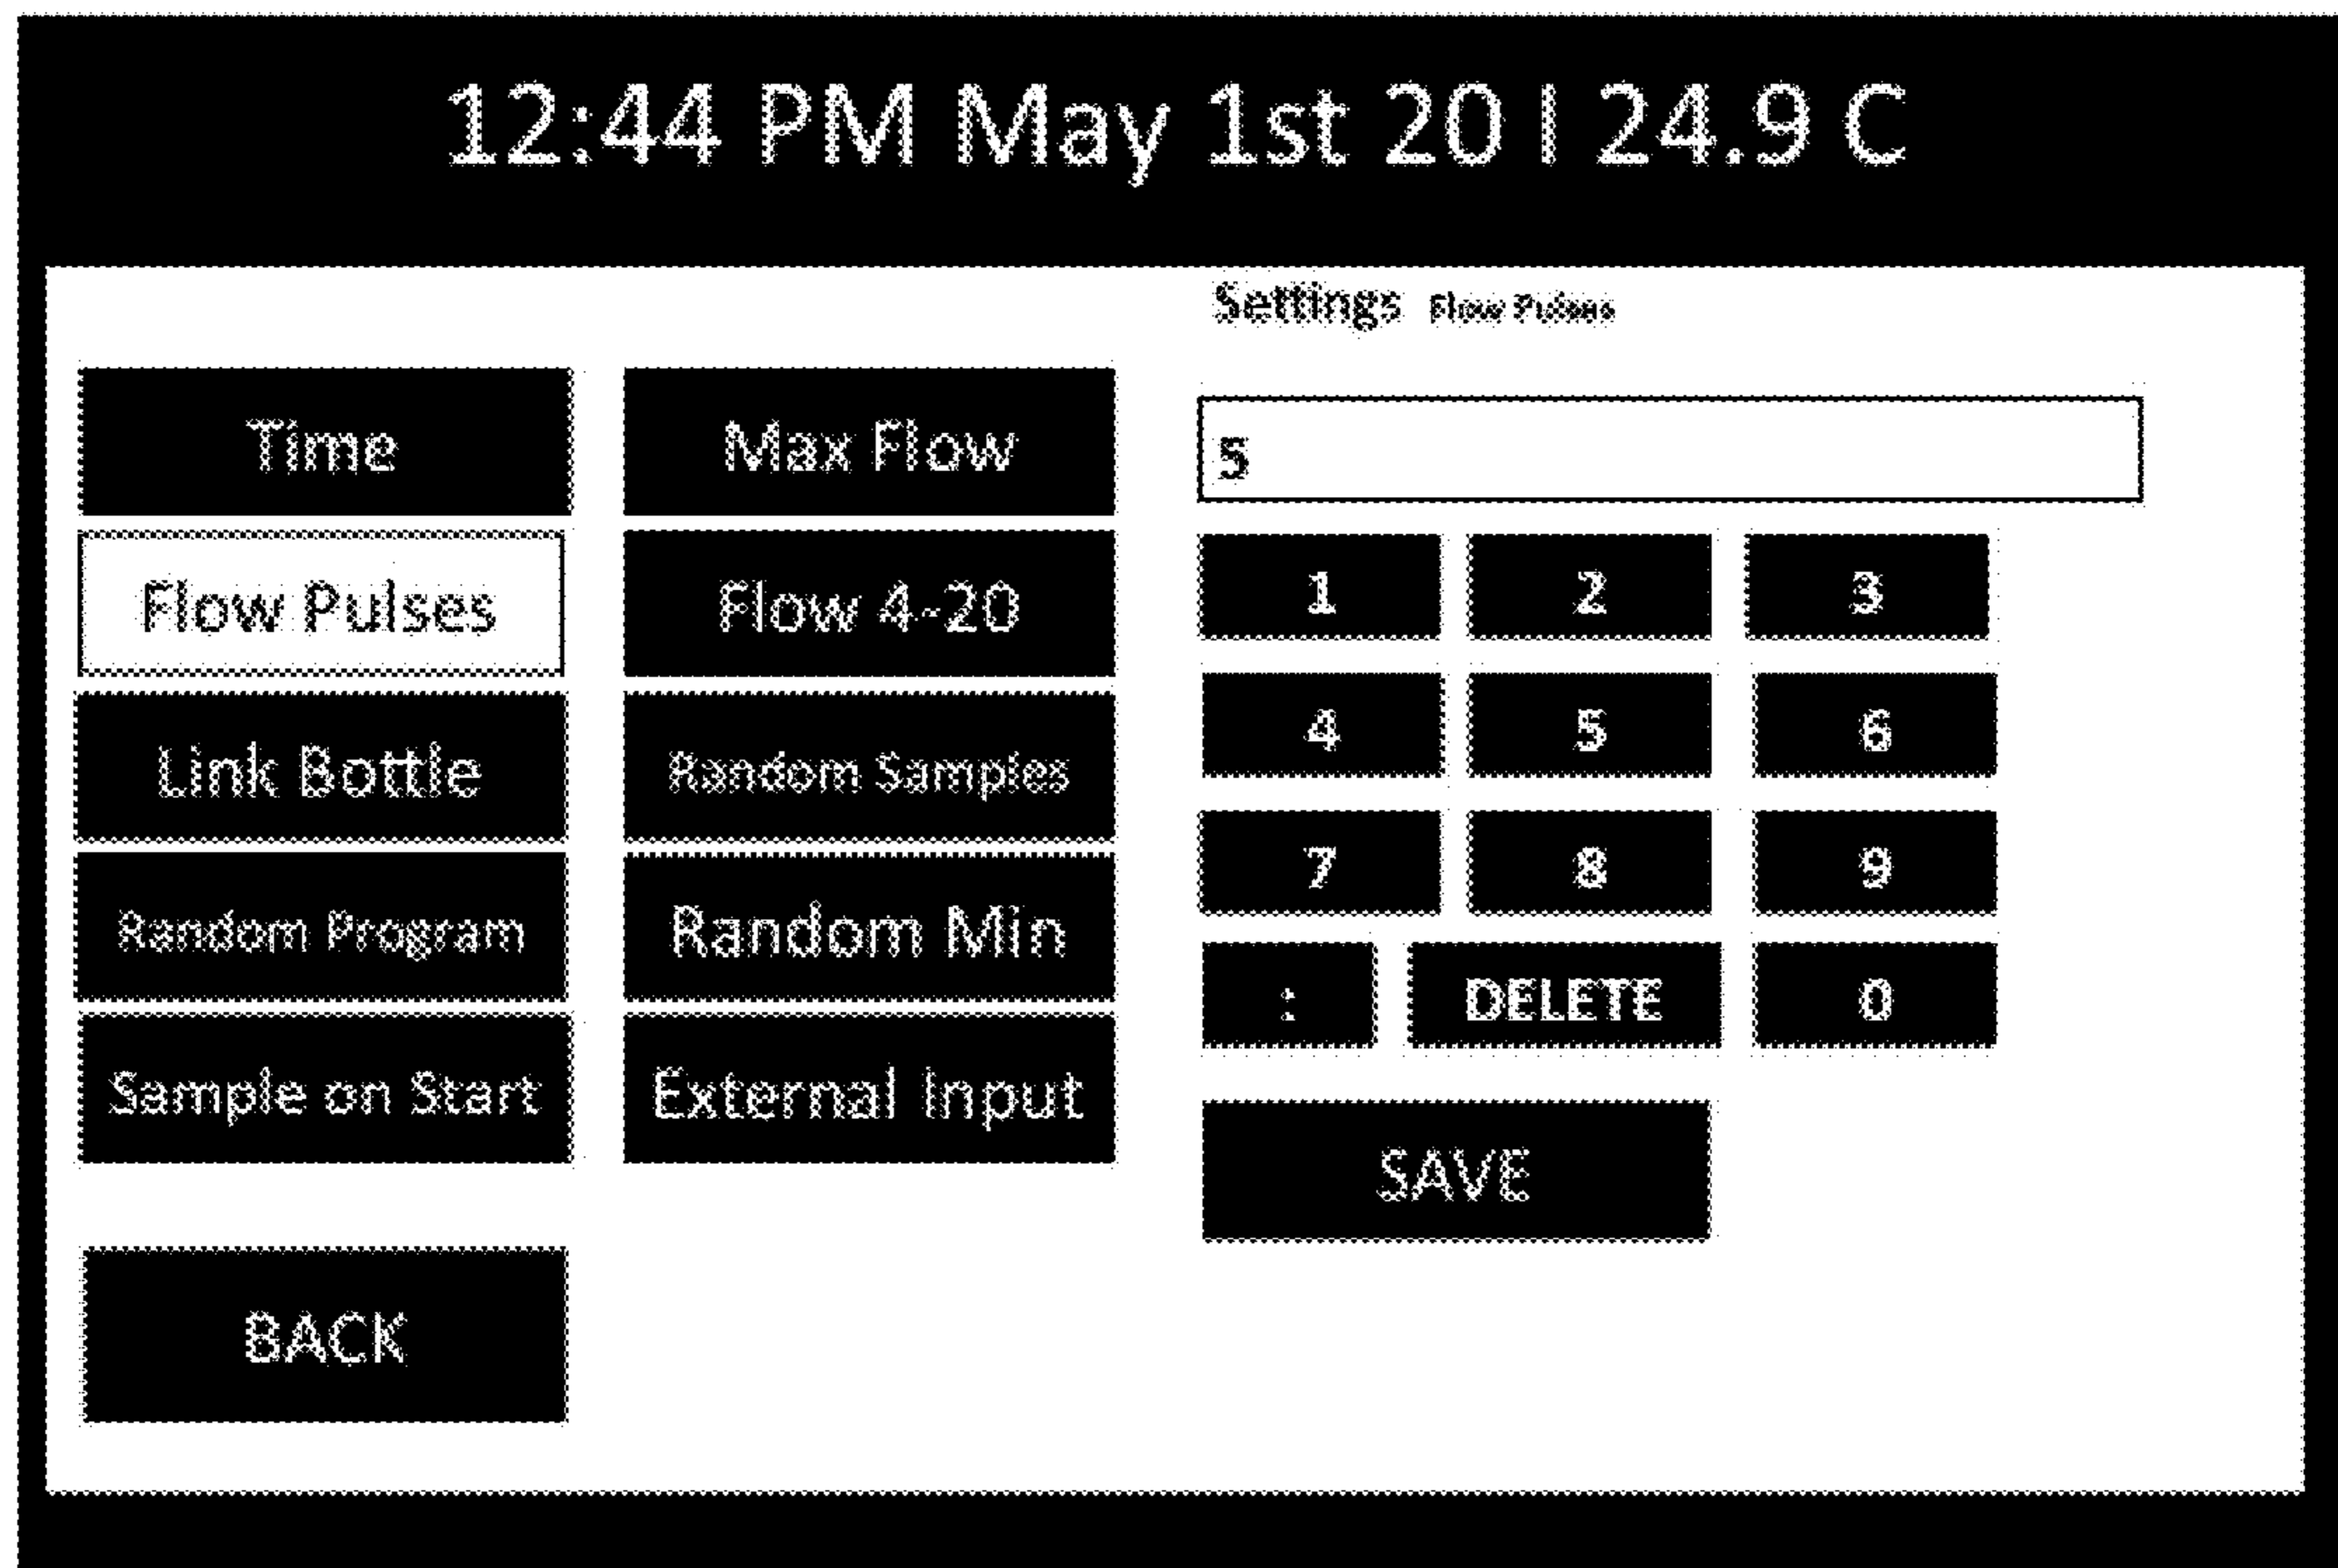 12:44 PM May 1st 20 | 24.9 C
Settings Flow Pulses
Time Max Flow
5
Flow Pulses Flow 4-20
1 2 3
Link Bottle Random Samples
4 5 6
7 8 9
Random Program Random Min
: DELETE 0
Sample on Start External Input
SAVE
BACK